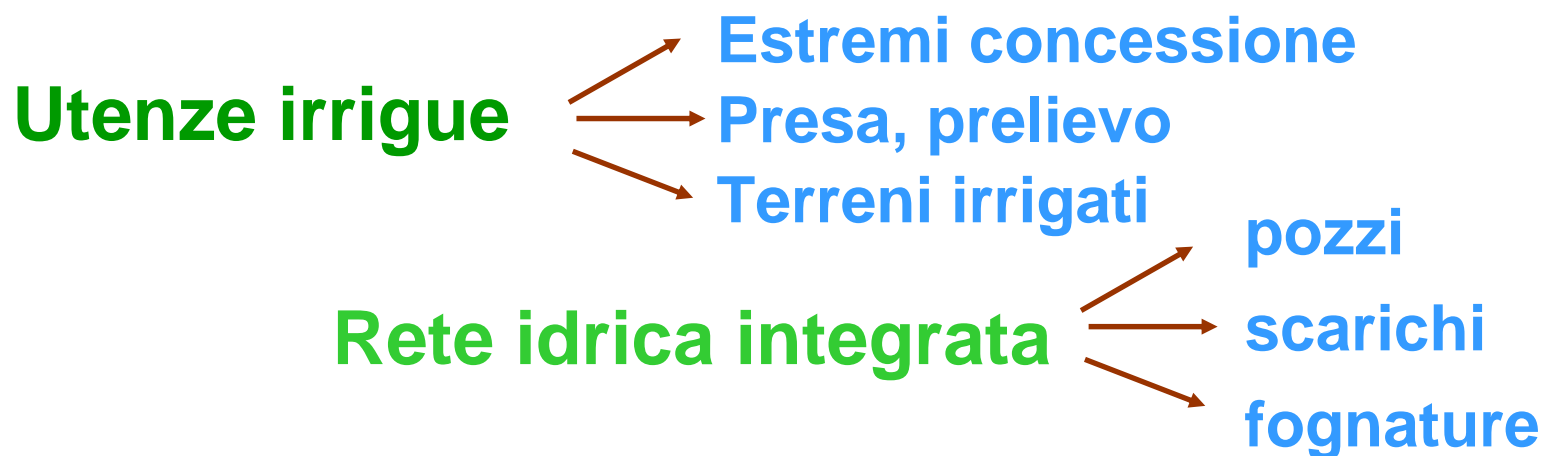 Utenze irrigue
Estremi concessione
Presa, prelievo
Terreni irrigati
Rete idrica integrata
pozzi
scarichi
fognature